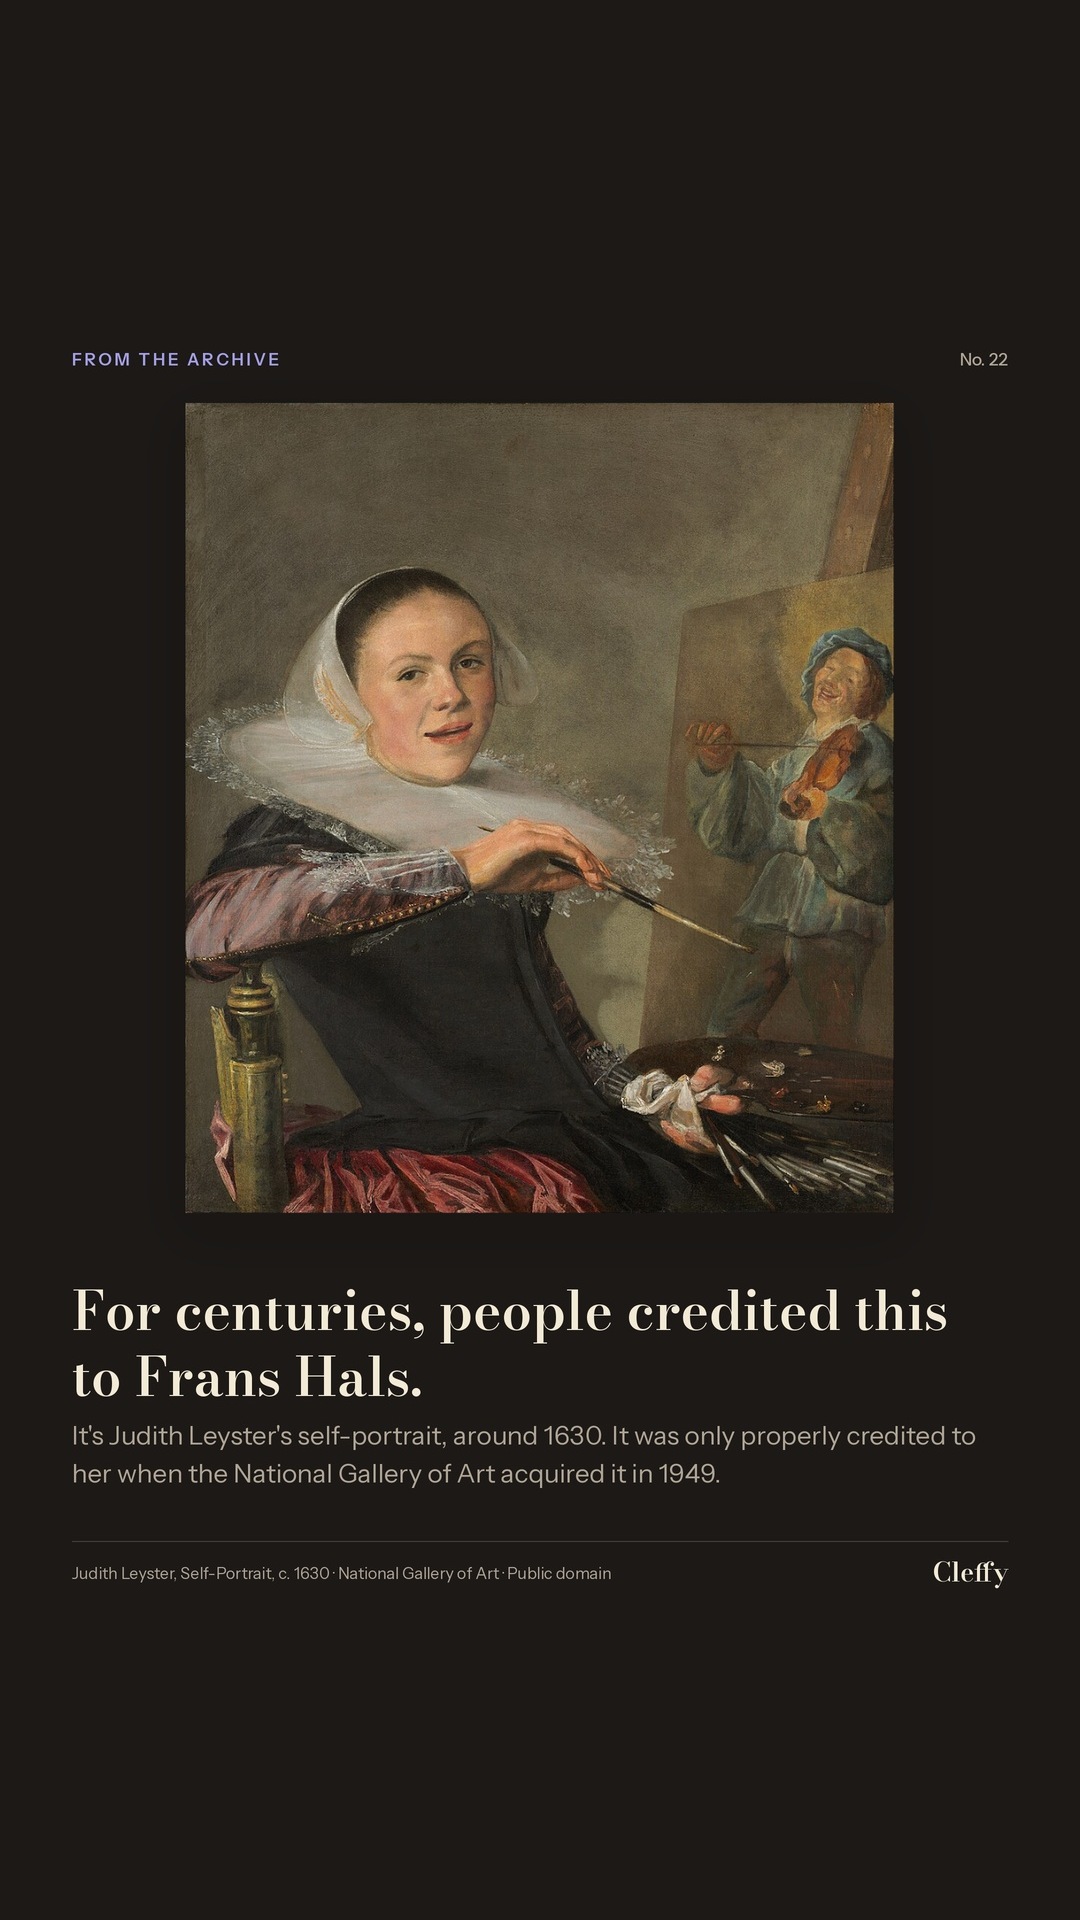 FROM THE ARCHIVE
No. 22
For centuries, people credited this
to Frans Hals.
It's Judith Leyster's self-portrait, around 1630. It was only properly credited to
her when the National Gallery of Art acquired it in 1949.
Judith Leyster, Self-Portrait, c. 1630 · National Gallery of Art · Public domain
Cleffy